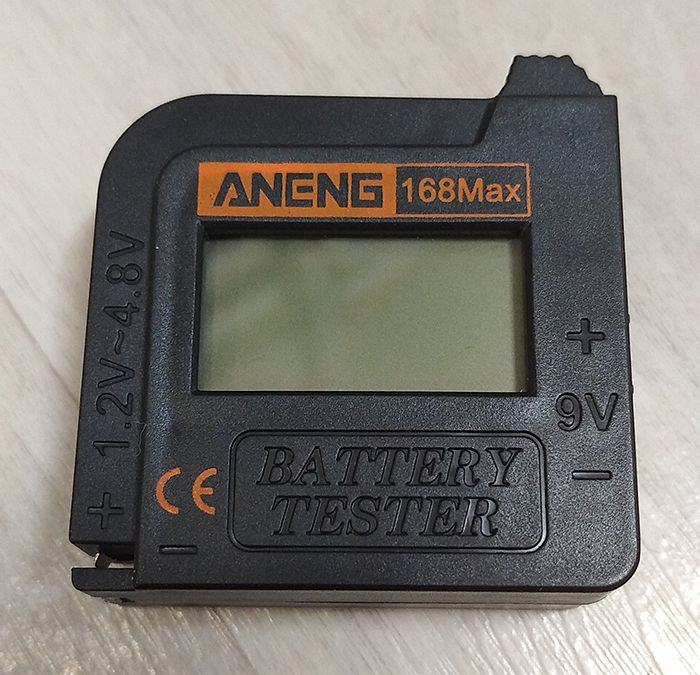 ANENG 168Max
1.2V~4.8V
+
-
+
9V
-
CE
BATTERY
TESTER